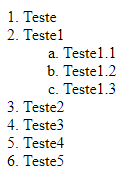 1. Teste
2. Teste1
a. Teste1.1
b. Teste1.2
c. Teste1.3
3. Teste2
4. Teste3
5. Teste4
6. Teste5